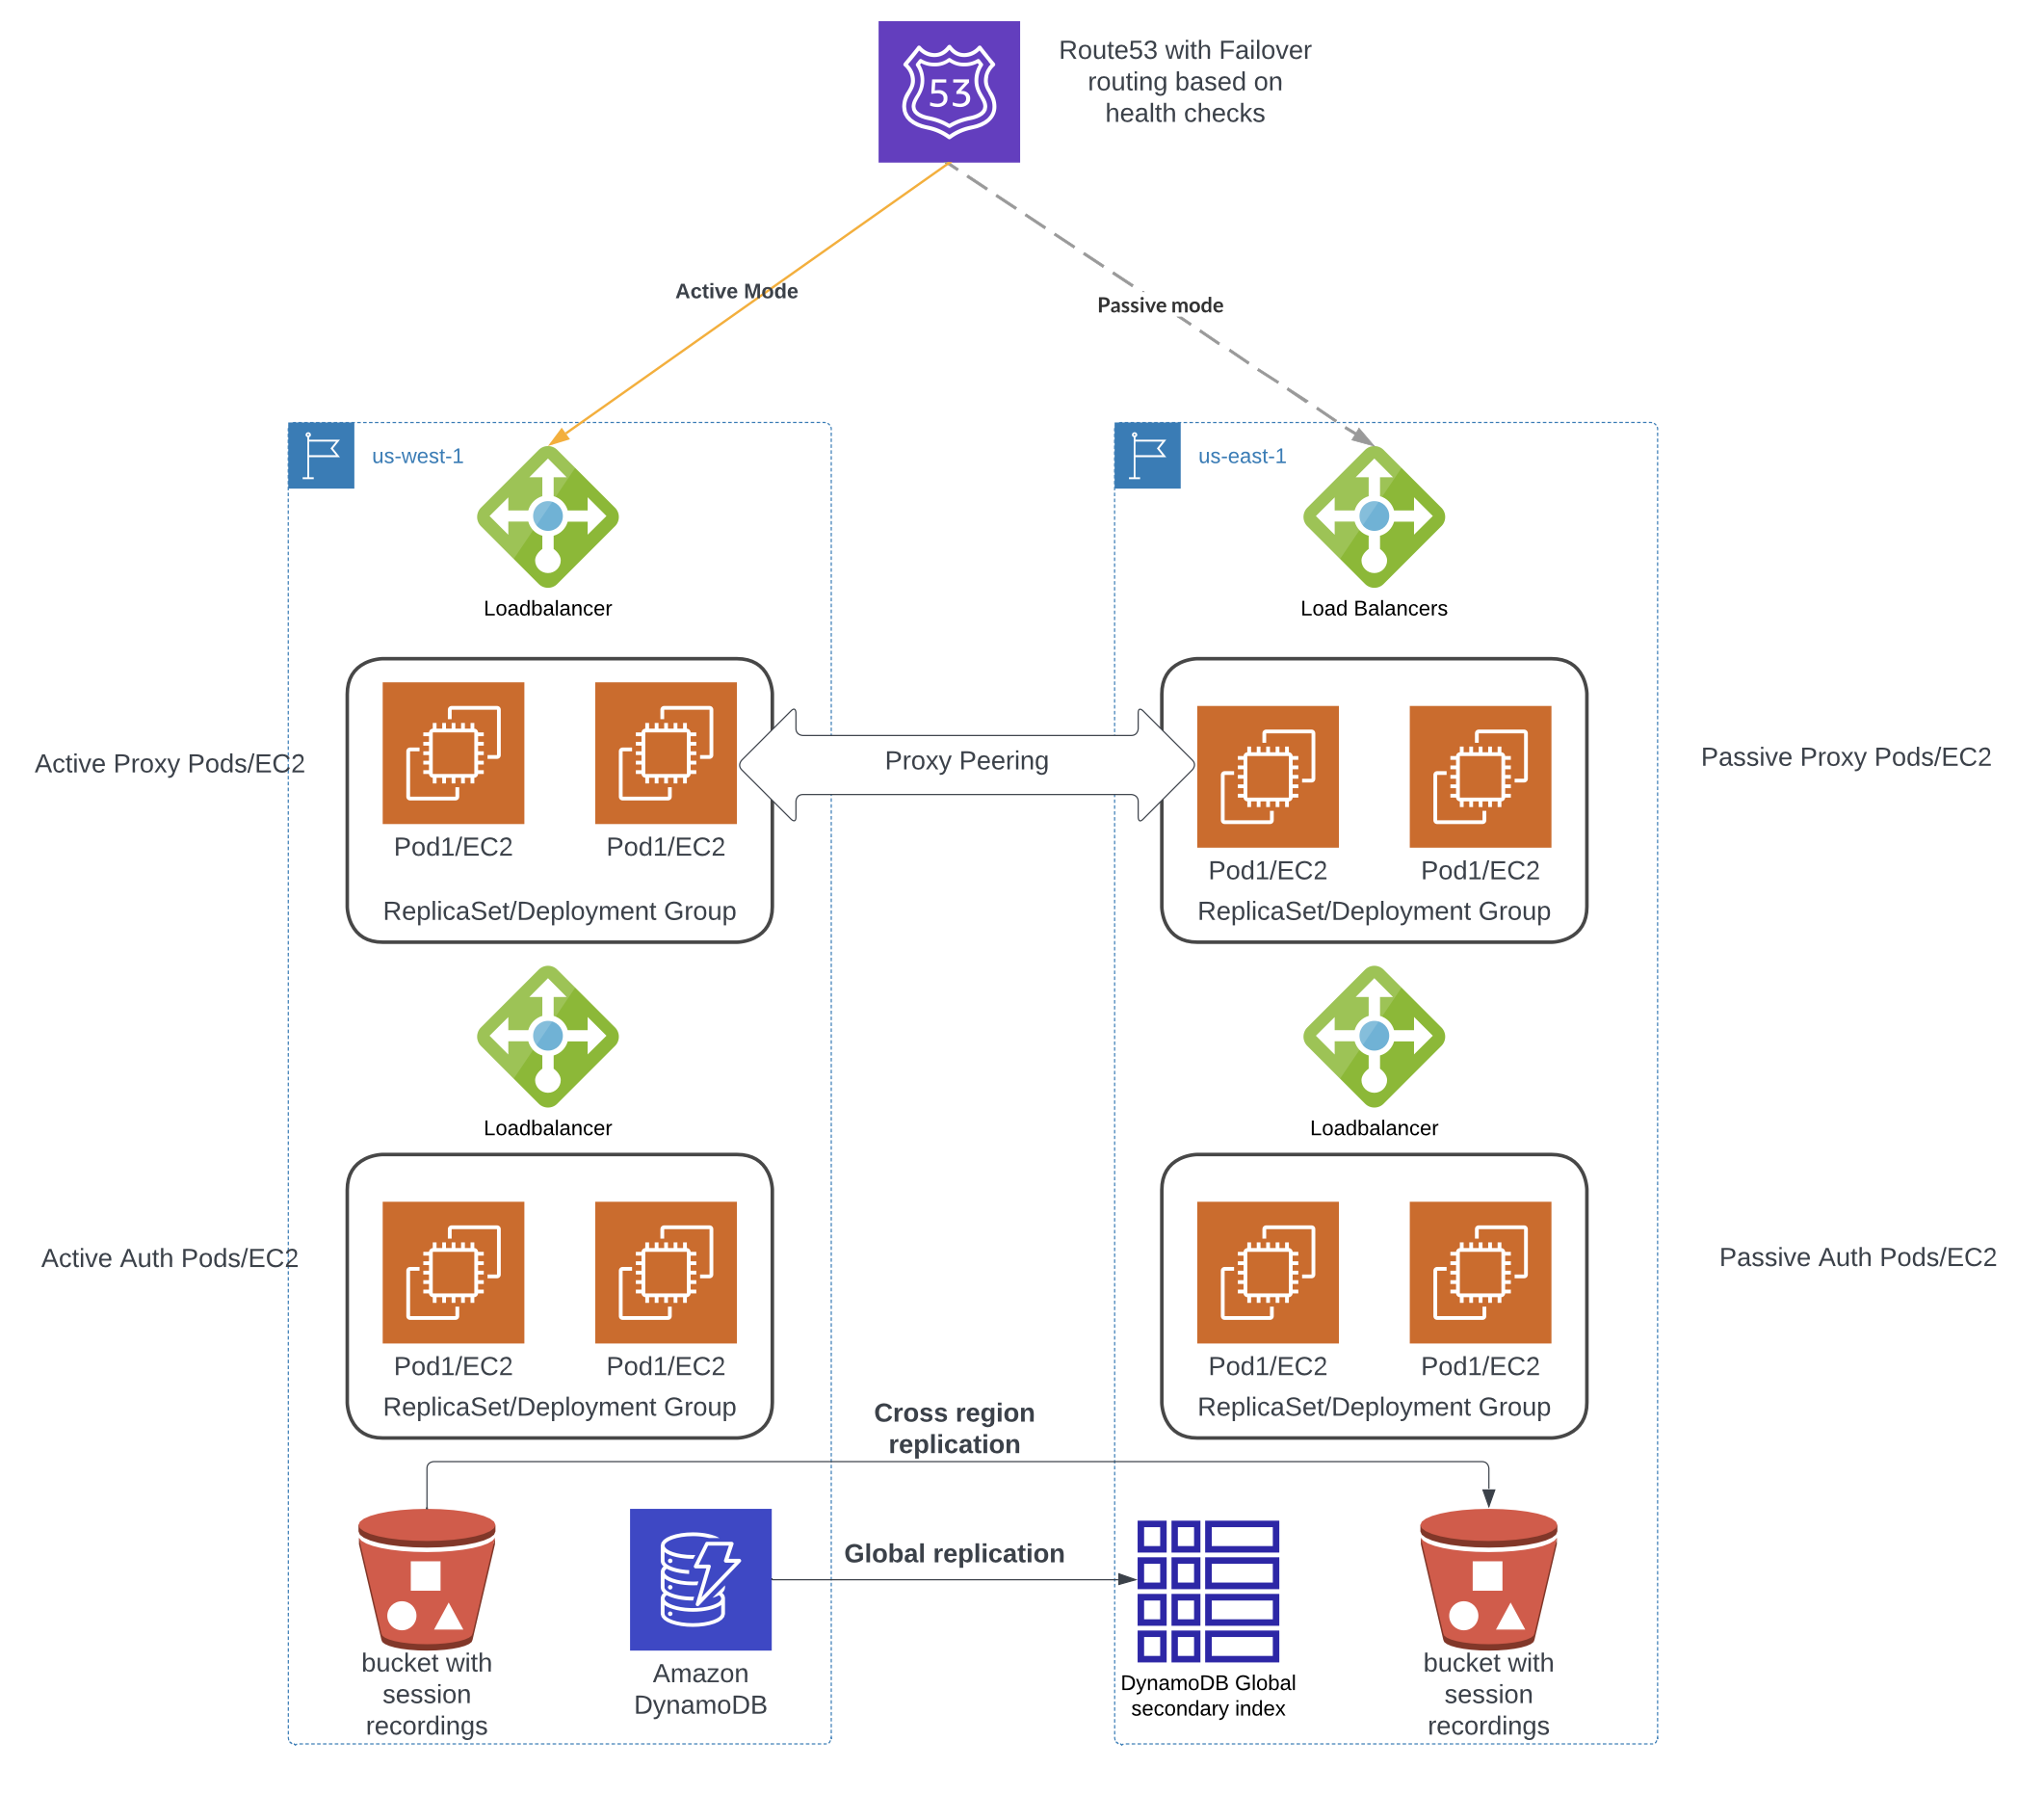 53
Route53 with Failover
routing based on
health checks
Active Mode
Passive mode
us-west-1
us-east-1
Loadbalancer
Load Balancers
Active Proxy Pods/EC2
Pod1/EC2
Pod1/EC2
ReplicaSet/Deployment Group
Proxy Peering
Pod1/EC2
Pod1/EC2
ReplicaSet/Deployment Group
Passive Proxy Pods/EC2
Loadbalancer
Loadbalancer
Active Auth Pods/EC2
Pod1/EC2
Pod1/EC2
ReplicaSet/Deployment Group
Pod1/EC2
Pod1/EC2
ReplicaSet/Deployment Group
Passive Auth Pods/EC2
Cross region
replication
Global replication
bucket with
session
recordings
Amazon
DynamoDB
DynamoDB Global
secondary index
bucket with
session
recordings